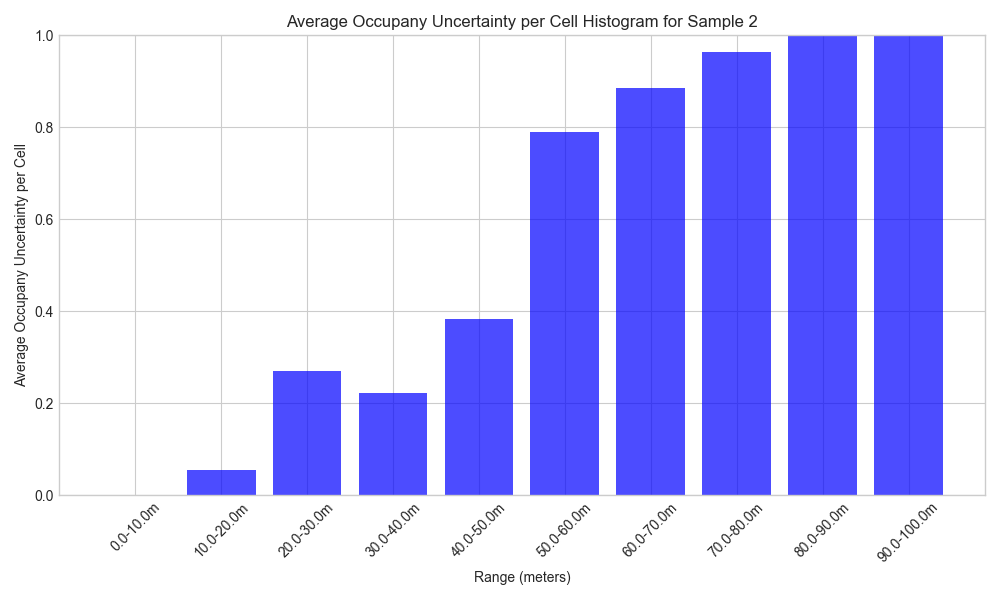 Average Occupany Uncertainty per Cell Histogram for Sample 2
Average Occupany Uncertainty per Cell
1.0
0.8
0.6
0.4
0.2
0.0
0.0-10.0m
10.0-20.0m
20.0-30.0m
30.0-40.0m
40.0-50.0m
50.0-60.0m
60.0-70.0m
70.0-80.0m
80.0-90.0m
90.0-100.0m
Range (meters)